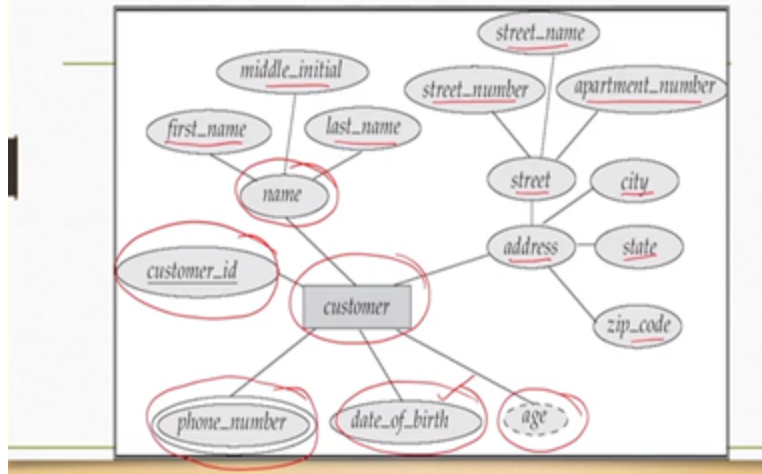 street_name
middle_initial
street_number
apartment_number
first_name
last_name
name
street
city
address
state
customer_id
customer
zip_code
phone_number
date_of_birth
age